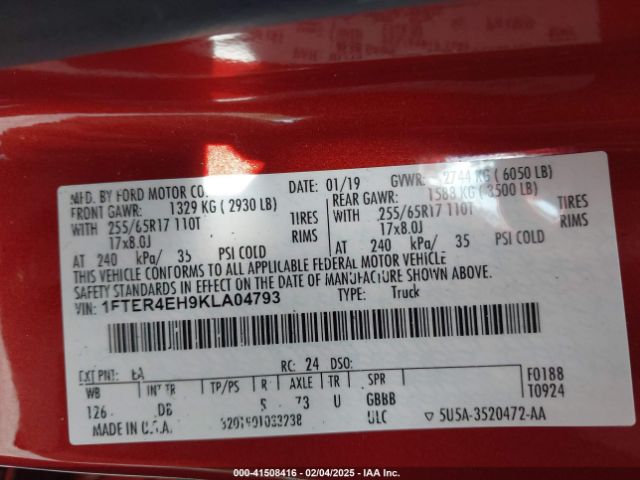 MFD. BY FORD MOTOR CO. DATE: 01/19 GVWR: 2744 KG ( 6050 LB)
FRONT GAWR: 1329 KG ( 2930 LB) REAR GAWR: 1588 KG ( 3500 LB)
WITH 255/65R17 110T TIRES WITH 255/65R17 110T TIRES
17x8.0J RIMS 17x8.0J RIMS
AT 240 kPa/ 35 PSI COLD AT 240 kPa/ 35 PSI COLD
THIS VEHICLE CONFORMS TO ALL APPLICABLE FEDERAL MOTOR VEHICLE
SAFETY STANDARDS IN EFFECT ON THE DATE OF MANUFACTURE SHOWN ABOVE.
VIN: 1FTER4EH9KLA04793 TYPE: Truck
EXT PNT: RC: 24 DSO: F0188
WB INT TR TP/PS R AXLE TR SPR T0924
126 5 73 U GBBB
MADE IN U.S.A. ULC 5U5A-3520472-AA
000-41508416 - 02/04/2025 - IAA Inc.